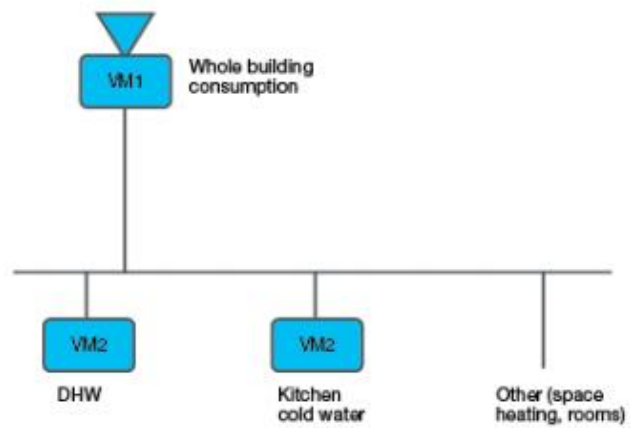 VM1
Whole building
consumption
VM2
VM2
DHW
Kitchen
cold water
Other (space
heating, rooms)